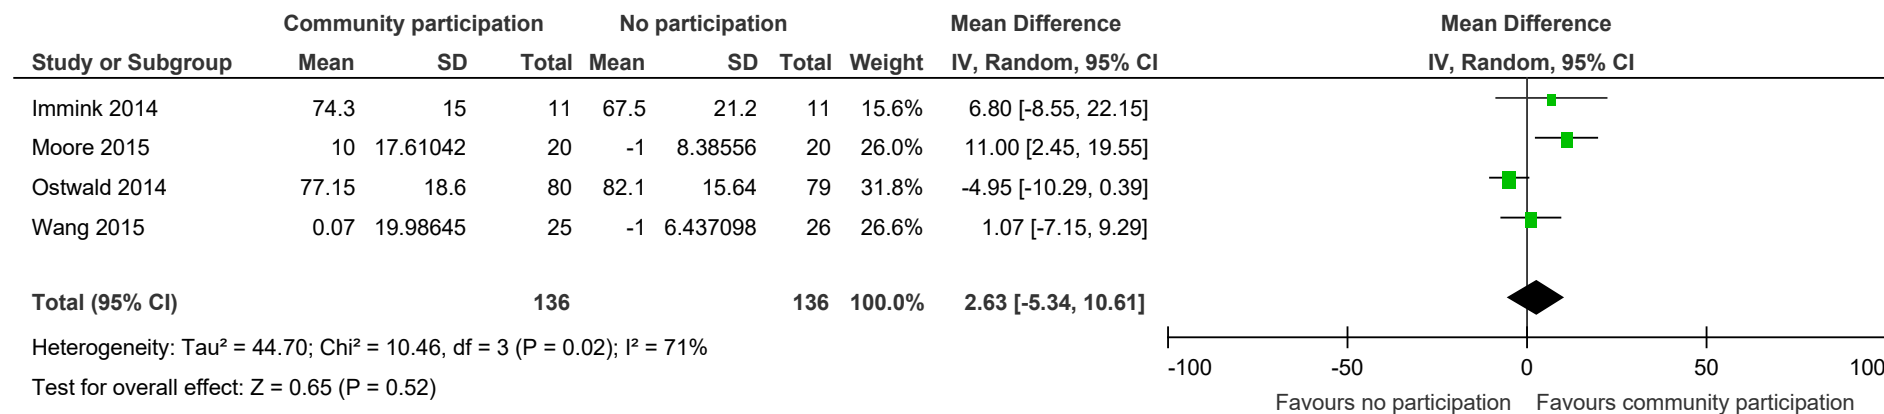 Community participation No participation Mean Difference Mean Difference
Study or Subgroup Mean SD Total Mean SD Total Weight IV, Random, 95% CI IV, Random, 95% CI
Immink 2014 74.3 15 11 67.5 21.2 11 15.6% 6.80 [-8.55, 22.15]
Moore 2015 10 17.61042 20 -1 8.38556 20 26.0% 11.00 [2.45, 19.55]
Ostwald 2014 77.15 18.6 80 82.1 15.64 79 31.8% -4.95 [-10.29, 0.39]
Wang 2015 0.07 19.98645 25 -1 6.437098 26 26.6% 1.07 [-7.15, 9.29]
Total (95% CI) 136 136 100.0% 2.63 [-5.34, 10.61]
Heterogeneity: Tau² = 44.70; Chi² = 10.46, df = 3 (P = 0.02); I² = 71%
Test for overall effect: Z = 0.65 (P = 0.52)
-100 -50 0 50 100
Favours no participation Favours community participation